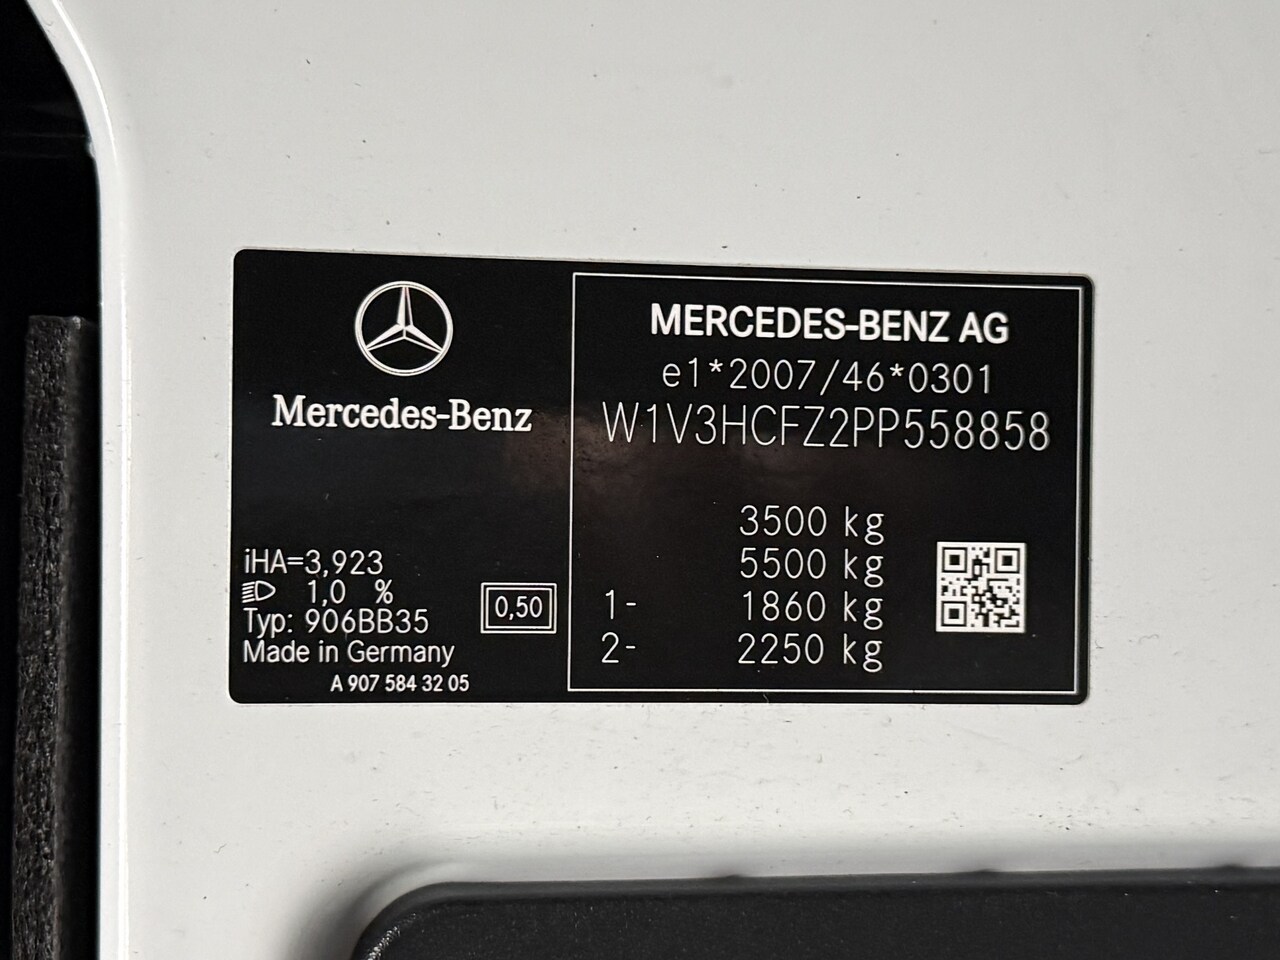 Mercedes-Benz
iHA=3,923
1,0 %
Typ: 906BB35
Made in Germany
A 907 584 32 05
0,50
MERCEDES-BENZ AG
e1*2007/46*0301
W1V3HCFZ2PP558858
3500 kg
5500 kg
1- 1860 kg
2- 2250 kg